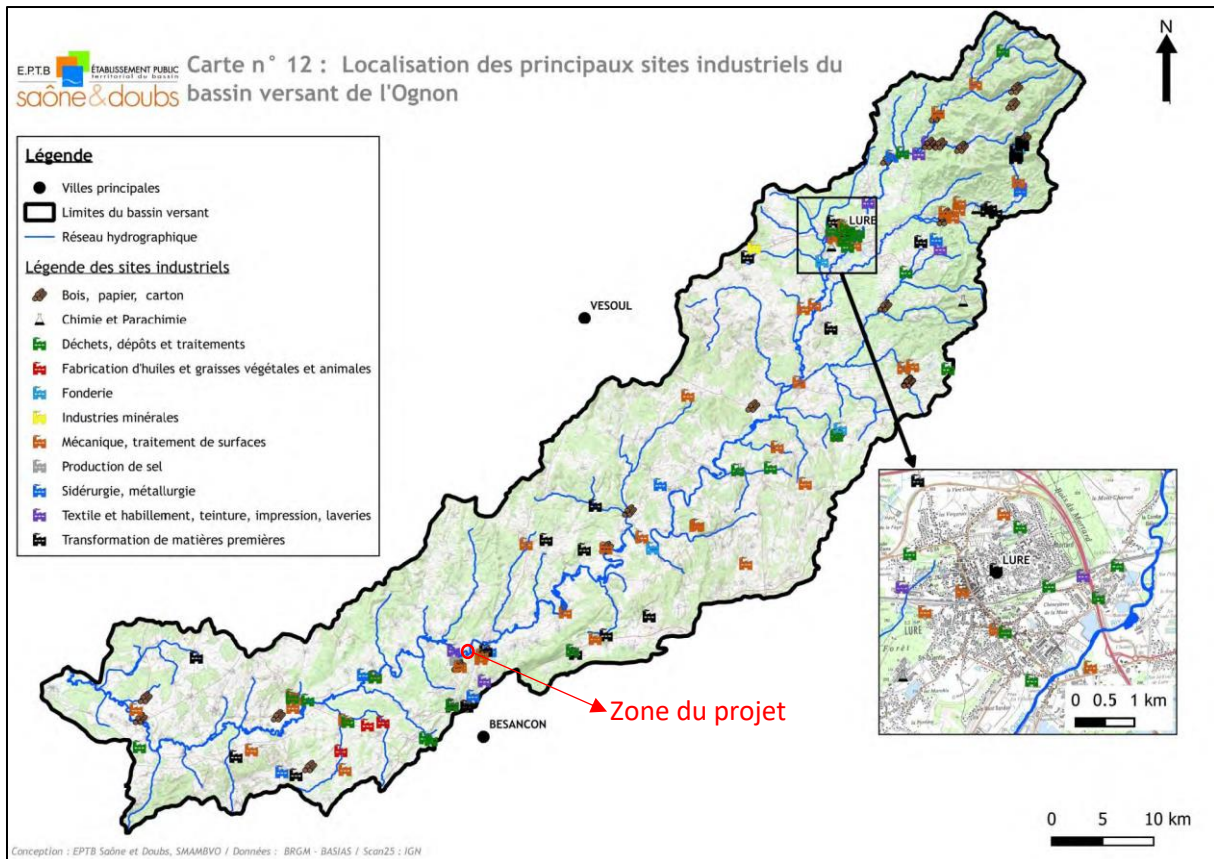 E.P.T.B
ÉTABLISSEMENT PUBLIC
territorial du bassin
saône&doubs
Carte n° 12 : Localisation des principaux sites industriels du
bassin versant de l'Ognon
N
Légende
Villes principales
Limites du bassin versant
Réseau hydrographique
Légende des sites industriels
Bois, papier, carton
Chimie et Parachimie
Déchets, dépôts et traitements
Fabrication d'huiles et graisses végétales et animales
Fonderie
Industries minérales
Mécanique, traitement de surfaces
Production de sel
Sidérurgie, métallurgie
Textile et habillement, teinture, impression, laveries
Transformation de matières premières
LURE
VESOUL
BESANCON
Zone du projet
LURE
LURE
0 0.5 1 km
0 5 10 km
Conception : EPTB Saône et Doubs, SMAMBVO / Données : BRGM - BASIAS / Scan25 : IGN